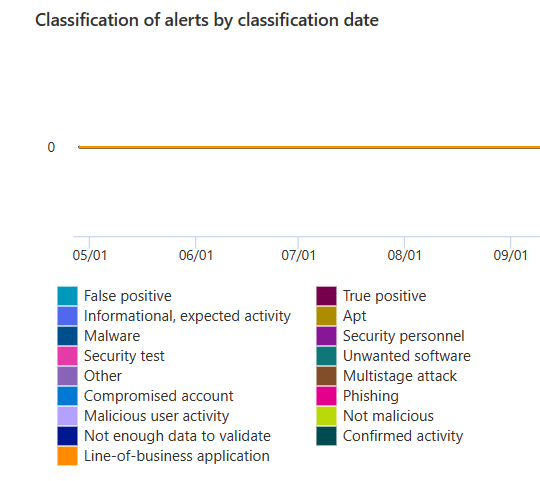 Classification of alerts by classification date
0
05/01 06/01 07/01 08/01 09/01
False positive True positive
Informational, expected activity Apt
Malware Security personnel
Security test Unwanted software
Other Multistage attack
Compromised account Phishing
Malicious user activity Not malicious
Not enough data to validate Confirmed activity
Line-of-business application